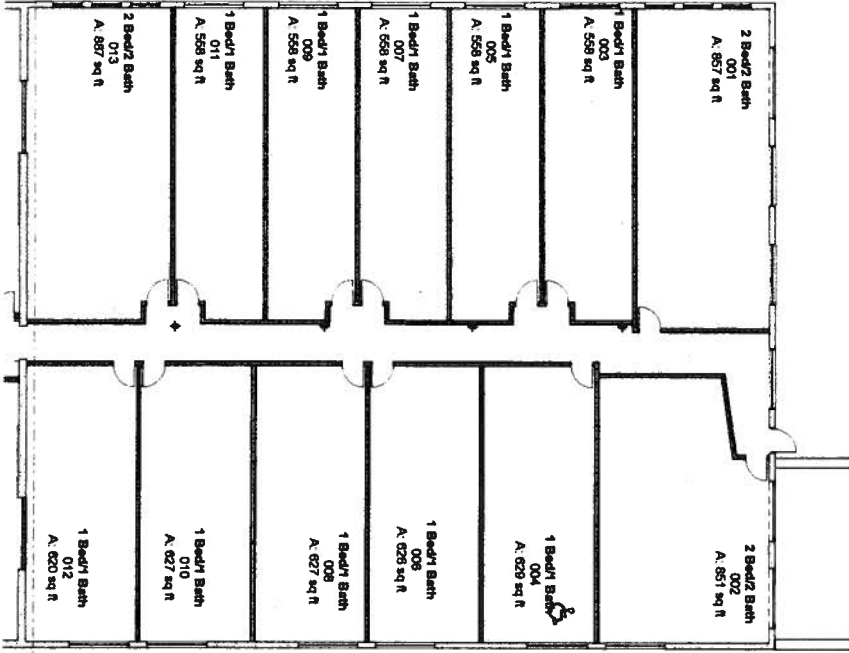 2 Bed/2 Bath
013
A: 887 sq ft
1 Bed/1 Bath
011
A: 558 sq ft
1 Bed/1 Bath
009
A: 558 sq ft
1 Bed/1 Bath
007
A: 558 sq ft
1 Bed/1 Bath
005
A: 558 sq ft
1 Bed/1 Bath
003
A: 558 sq ft
2 Bed/2 Bath
001
A: 857 sq ft
1 Bed/1 Bath
012
A: 620 sq ft
1 Bed/1 Bath
010
A: 627 sq ft
1 Bed/1 Bath
008
A: 627 sq ft
1 Bed/1 Bath
006
A: 626 sq ft
1 Bed/1 Bath
004
A: 629 sq ft
2 Bed/2 Bath
002
A: 851 sq ft